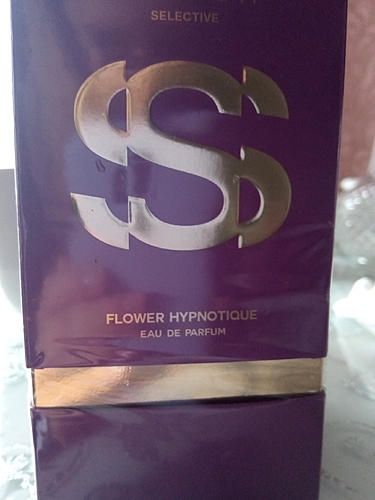 SELECTIVE
S
FLOWER HYPNOTIQUE
EAU DE PARFUM